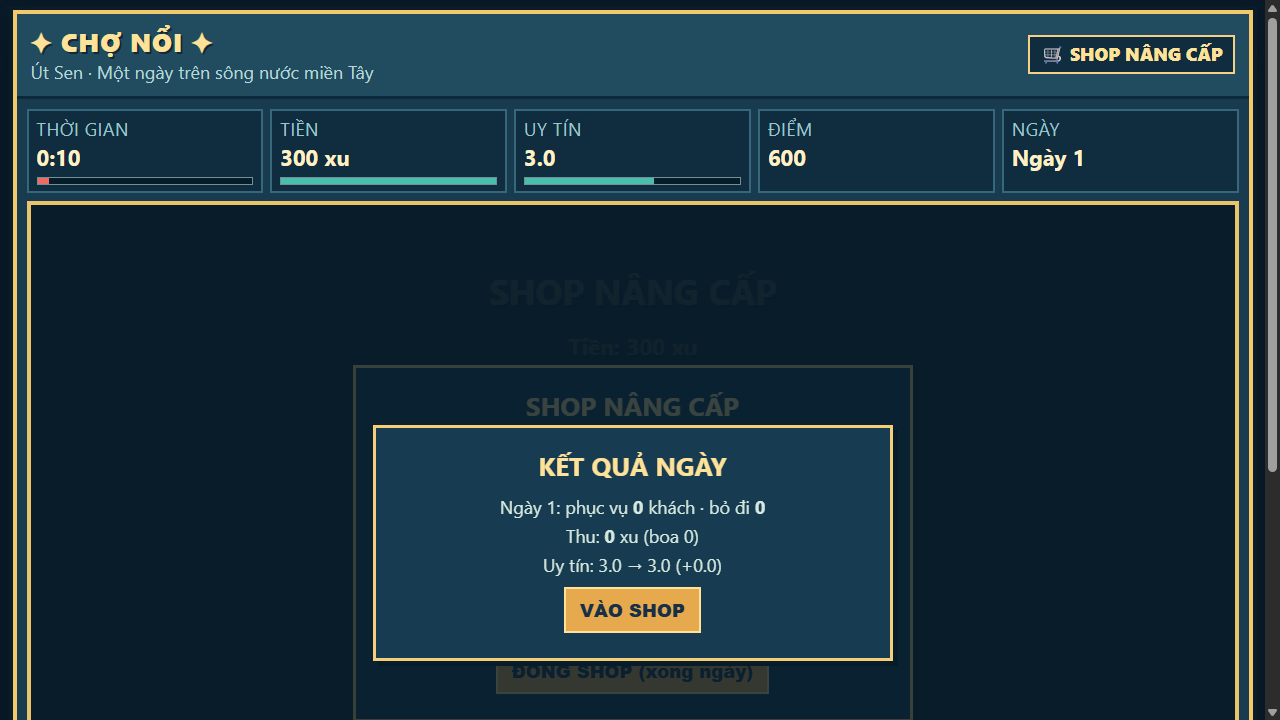 ✦ CHỢ NỔI ✦
Út Sen · Một ngày trên sông nước miền Tây
🛒 SHOP NÂNG CẤP
THỜI GIAN
0:10
TIỀN
300 xu
UY TÍN
3.0
ĐIỂM
600
NGÀY
Ngày 1
SHOP NÂNG CẤP
Tiền: 300 xu
SHOP NÂNG CẤP
KẾT QUẢ NGÀY
Ngày 1: phục vụ 0 khách · bỏ đi 0
Thu: 0 xu (boa 0)
Uy tín: 3.0 → 3.0 (+0.0)
VÀO SHOP
ĐÓNG SHOP (xong ngày)